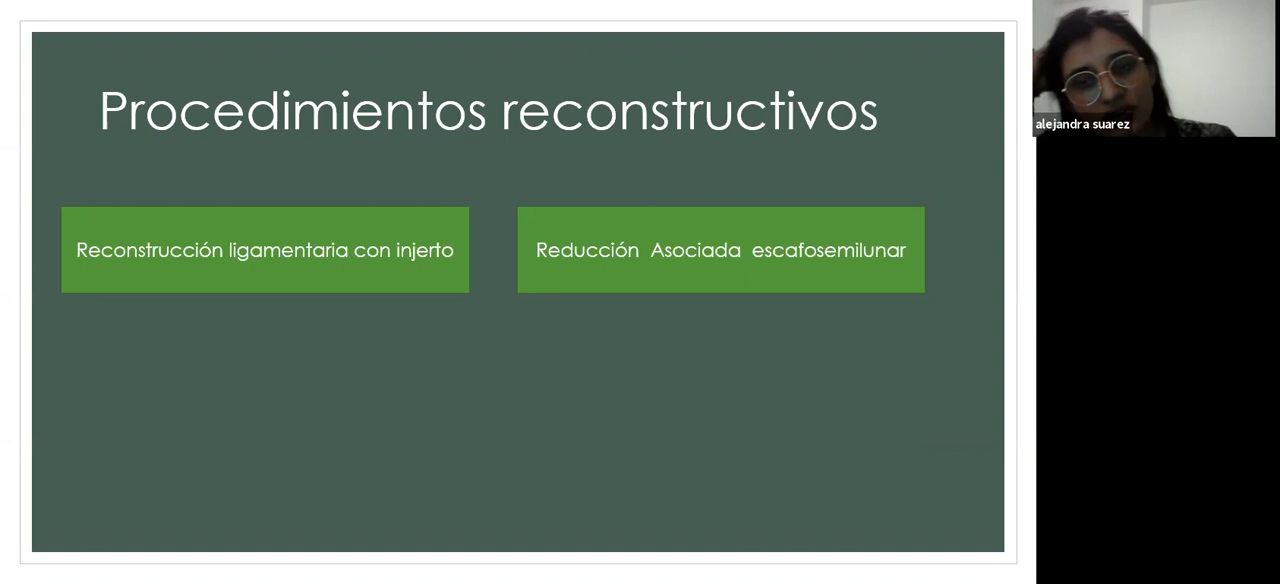 Procedimientos reconstructivos
Reconstrucción ligamentaria con injerto
Reducción Asociada escafosemilunar
alejandra suarez